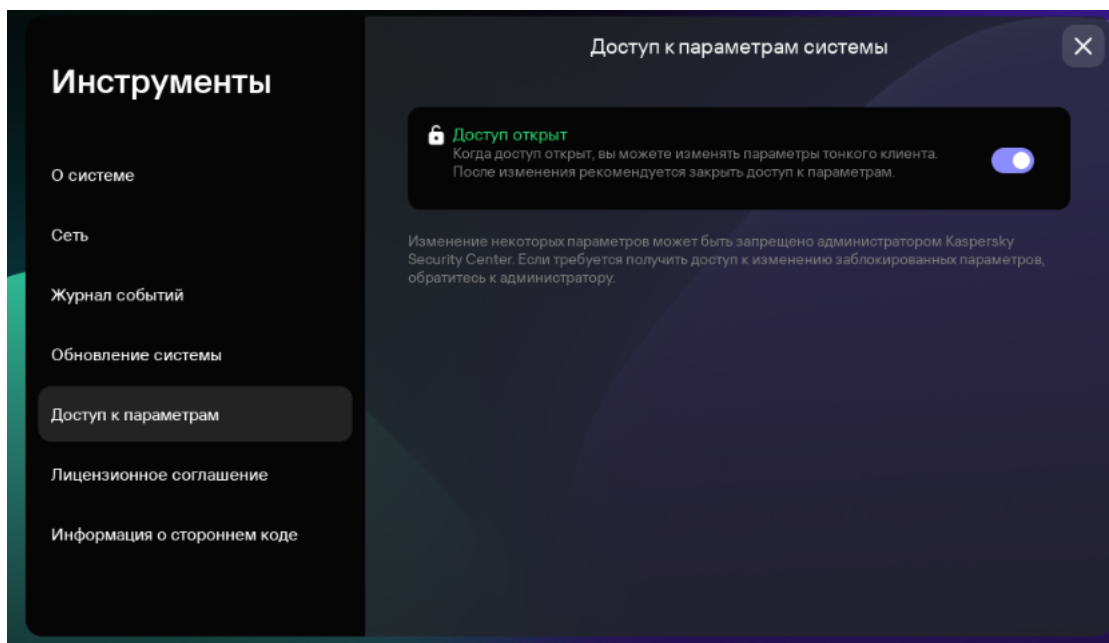 Инструменты
О системе
Сеть
Журнал событий
Обновление системы
Доступ к параметрам
Лицензионное соглашение
Информация о стороннем коде
Доступ к параметрам системы
Доступ открыт
Когда доступ открыт, вы можете изменять параметры тонкого клиента.
После изменения рекомендуется закрыть доступ к параметрам.
Изменение некоторых параметров может быть запрещено администратором Kaspersky
Security Center. Если требуется получить доступ к изменению заблокированных параметров,
обратитесь к администратору.